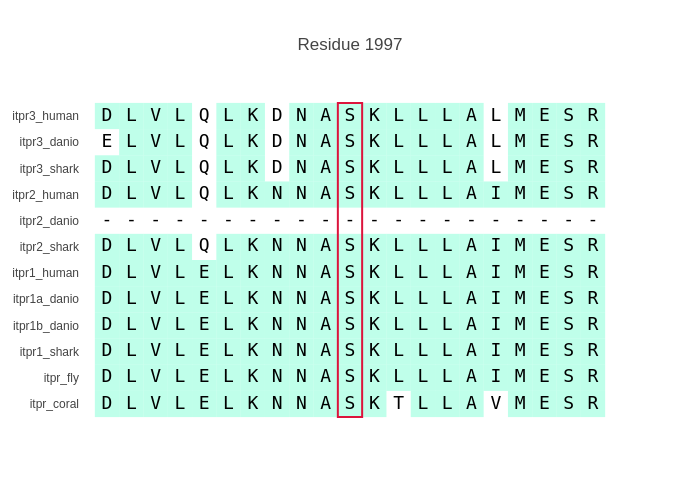 Residue 1997
itpr3_human D L V L Q L K D N A S K L L L A L M E S R
itpr3_danio E L V L Q L K D N A S K L L L A L M E S R
itpr3_shark D L V L Q L K D N A S K L L L A L M E S R
itpr2_human D L V L Q L K N N A S K L L L A I M E S R
itpr2_danio - - - - - - - - - - - - - - - - - - - - -
itpr2_shark D L V L Q L K N N A S K L L L A I M E S R
itpr1_human D L V L E L K N N A S K L L L A I M E S R
itpr1a_danio D L V L E L K N N A S K L L L A I M E S R
itpr1b_danio D L V L E L K N N A S K L L L A I M E S R
itpr1_shark D L V L E L K N N A S K L L L A I M E S R
itpr_fly D L V L E L K N N A S K L L L A I M E S R
itpr_coral D L V L E L K N N A S K T L L A V M E S R